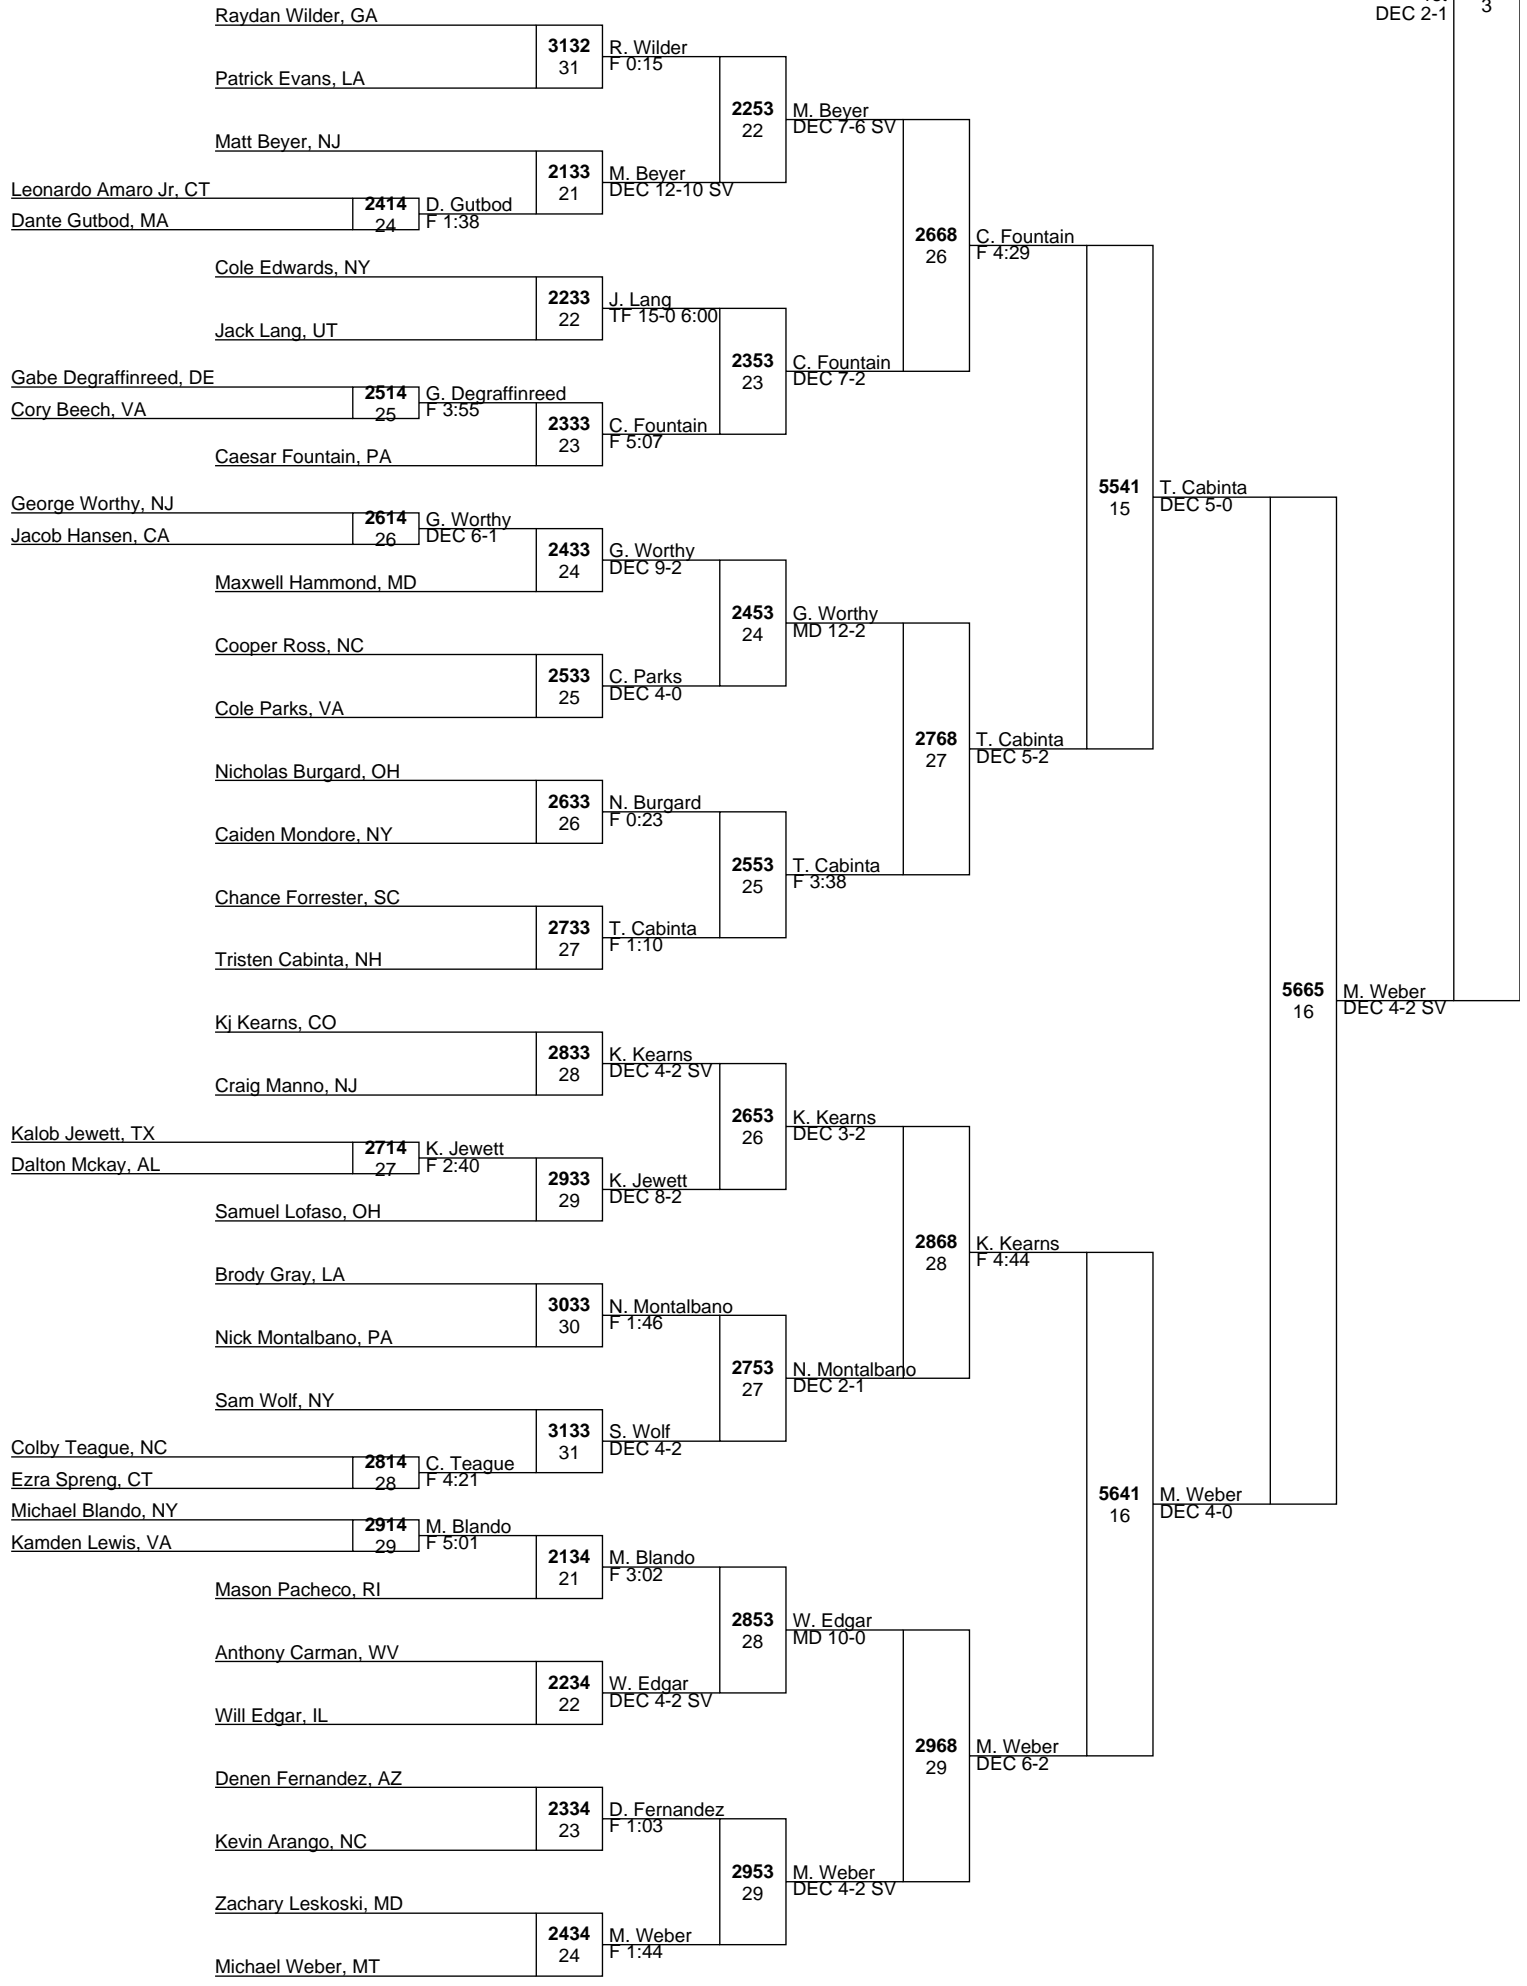 1st
DEC 2-1
3
Raydan Wilder, GA
3132
31
R. Wilder
F 0:15
Patrick Evans, LA
2253
22
M. Beyer
DEC 7-6 SV
Matt Beyer, NJ
2133
21
M. Beyer
DEC 12-10 SV
Leonardo Amaro Jr, CT
2414
24
D. Gutbod
F 1:38
Dante Gutbod, MA
2668
26
C. Fountain
F 4:29
Cole Edwards, NY
2233
22
J. Lang
TF 15-0 6:00
Jack Lang, UT
2353
23
C. Fountain
DEC 7-2
Gabe Degraffinreed, DE
2514
25
G. Degraffinreed
F 3:55
Cory Beech, VA
2333
23
C. Fountain
F 5:07
Caesar Fountain, PA
5541
15
T. Cabinta
DEC 5-0
George Worthy, NJ
2614
26
G. Worthy
DEC 6-1
Jacob Hansen, CA
2433
24
G. Worthy
DEC 9-2
Maxwell Hammond, MD
2453
24
G. Worthy
MD 12-2
Cooper Ross, NC
2533
25
C. Parks
DEC 4-0
Cole Parks, VA
2768
27
T. Cabinta
DEC 5-2
Nicholas Burgard, OH
2633
26
N. Burgard
F 0:23
Caiden Mondore, NY
2553
25
T. Cabinta
F 3:38
Chance Forrester, SC
2733
27
T. Cabinta
F 1:10
Tristen Cabinta, NH
5665
16
M. Weber
DEC 4-2 SV
Kj Kearns, CO
2833
28
K. Kearns
DEC 4-2 SV
Craig Manno, NJ
2653
26
K. Kearns
DEC 3-2
Kalob Jewett, TX
2714
27
K. Jewett
F 2:40
Dalton Mckay, AL
2933
29
K. Jewett
DEC 8-2
Samuel Lofaso, OH
2868
28
K. Kearns
F 4:44
Brody Gray, LA
3033
30
N. Montalbano
F 1:46
Nick Montalbano, PA
2753
27
N. Montalbano
DEC 2-1
Sam Wolf, NY
3133
31
S. Wolf
DEC 4-2
Colby Teague, NC
2814
28
C. Teague
F 4:21
Ezra Spreng, CT
5641
16
M. Weber
DEC 4-0
Michael Blando, NY
2914
29
M. Blando
F 5:01
Kamden Lewis, VA
2134
21
M. Blando
F 3:02
Mason Pacheco, RI
2853
28
W. Edgar
MD 10-0
Anthony Carman, WV
2234
22
W. Edgar
DEC 4-2 SV
Will Edgar, IL
2968
29
M. Weber
DEC 6-2
Denen Fernandez, AZ
2334
23
D. Fernandez
F 1:03
Kevin Arango, NC
2953
29
M. Weber
DEC 4-2 SV
Zachary Leskoski, MD
2434
24
M. Weber
F 1:44
Michael Weber, MT